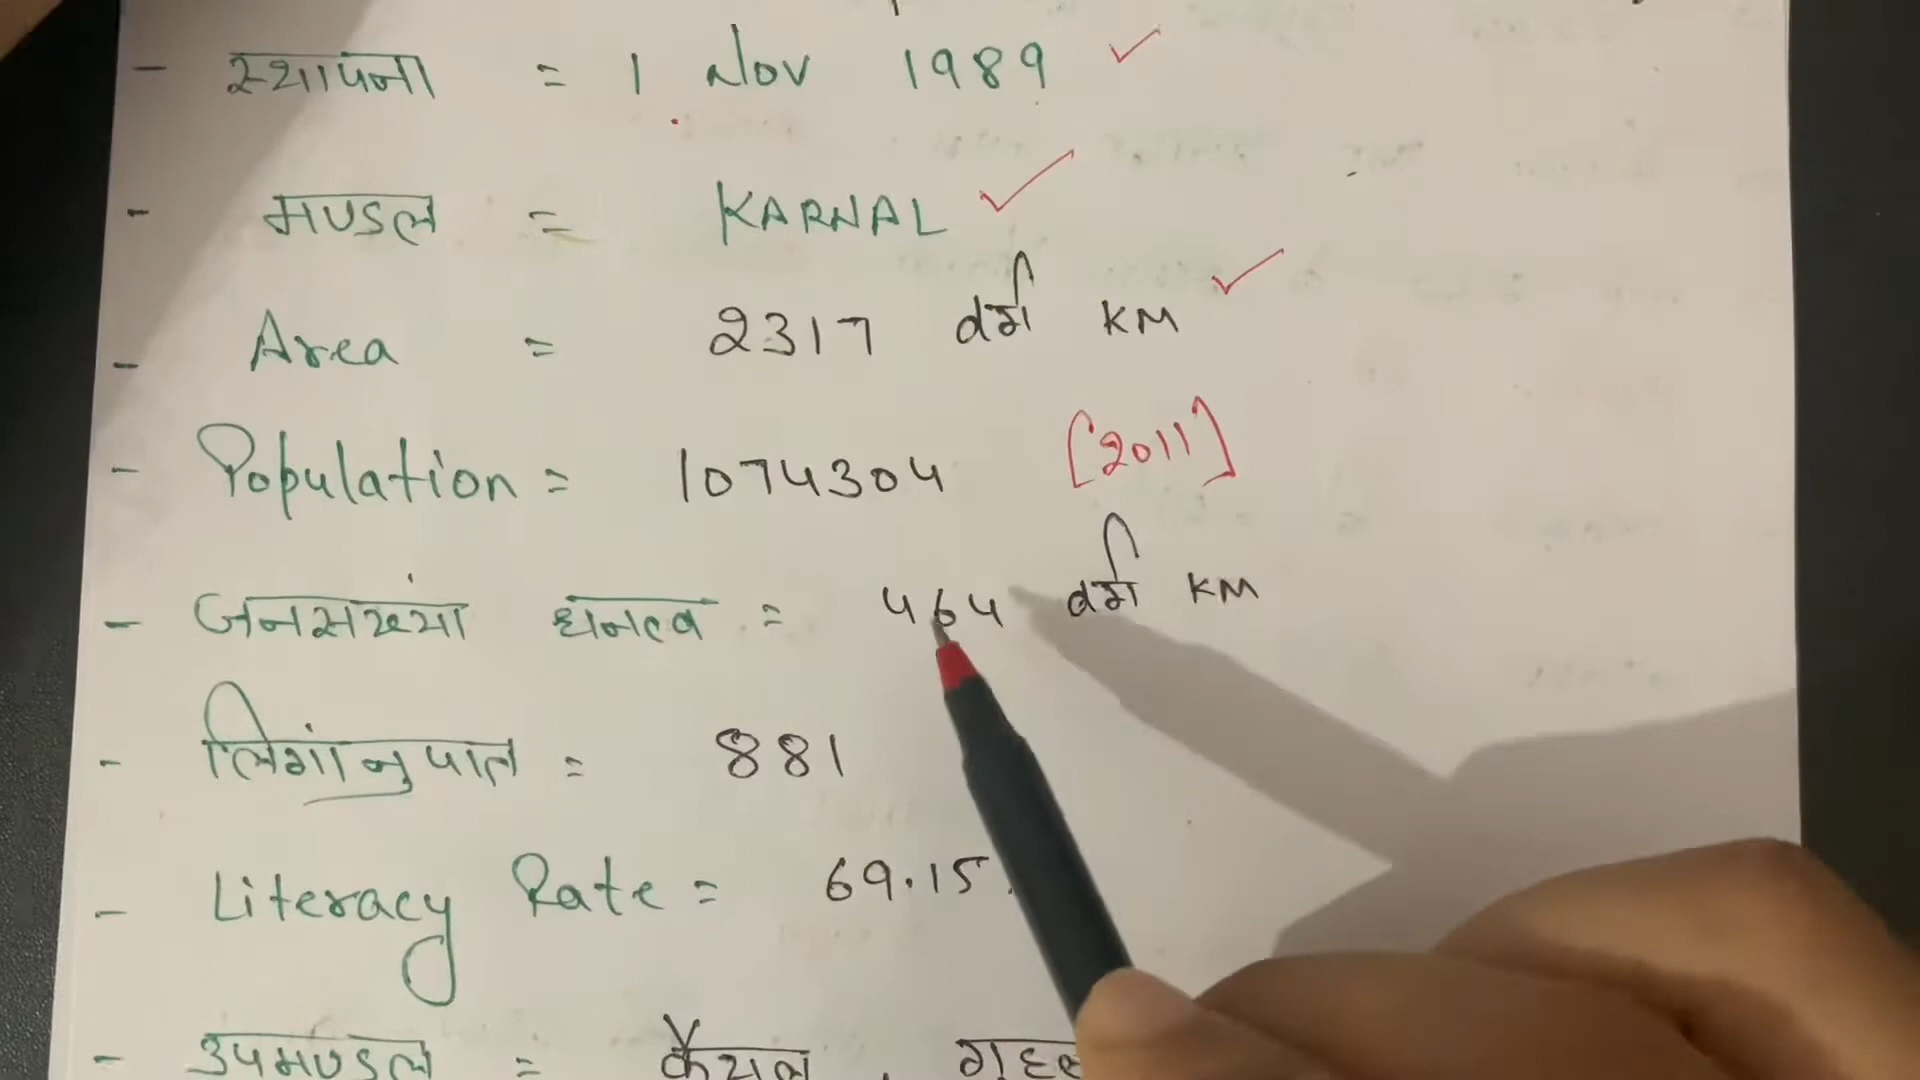 - स्थापना = 1 Nov 1989
- मण्डल = KARNAL
- Area = 2317 वर्ग KM
- Population = 1074304 [2011]
- जनसंख्या घनत्व = 464 वर्ग KM
- लिगांनुपात = 881
- Literacy Rate = 69.15
- उपमण्डल = कैथल,